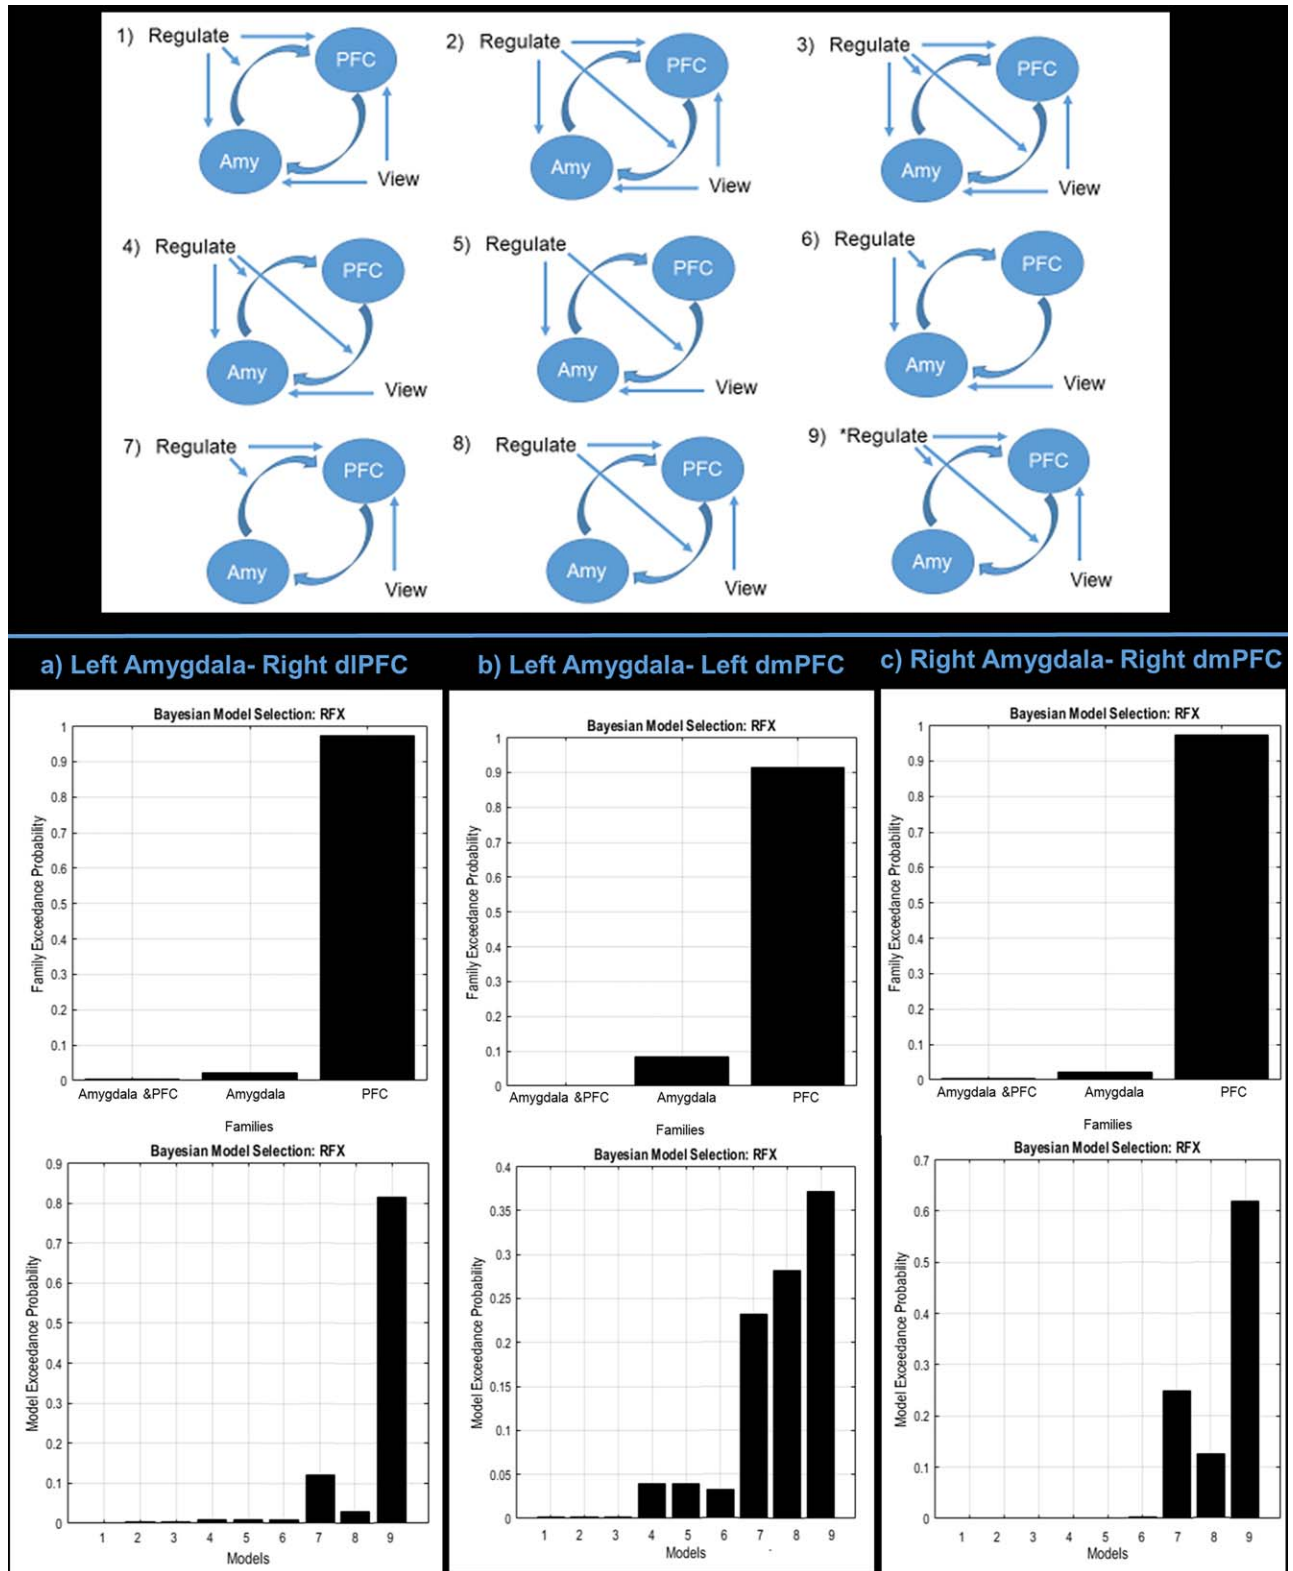 1) Regulate
PFC
Amy
View
2) Regulate
PFC
Amy
View
3) Regulate
PFC
Amy
View
4) Regulate
PFC
Amy
View
5) Regulate
PFC
Amy
View
6) Regulate
PFC
Amy
View
7) Regulate
PFC
Amy
View
8) Regulate
PFC
Amy
View
9) *Regulate
PFC
Amy
View
a) Left Amygdala- Right dlPFC
Bayesian Model Selection: RFX
Family Exceedance Probability
1
0.9
0.8
0.7
0.6
0.5
0.4
0.3
0.2
0.1
0
Amygdala &PFC Amygdala PFC
Families
Bayesian Model Selection: RFX
Model Exceedance Probability
0.9
0.8
0.7
0.6
0.5
0.4
0.3
0.2
0.1
0
1 2 3 4 5 6 7 8 9
Models
b) Left Amygdala- Left dmPFC
Bayesian Model Selection: RFX
Family Exceedance Probability
1
0.9
0.8
0.7
0.6
0.5
0.4
0.3
0.2
0.1
0
Amygdala &PFC Amygdala PFC
Families
Bayesian Model Selection: RFX
Model Exceedance Probability
0.4
0.35
0.3
0.25
0.2
0.15
0.1
0.05
0
1 2 3 4 5 6 7 8 9
Models
c) Right Amygdala- Right dmPFC
Bayesian Model Selection: RFX
Family Exceedance Probability
1
0.9
0.8
0.7
0.6
0.5
0.4
0.3
0.2
0.1
0
Amygdala &PFC Amygdala PFC
Families
Bayesian Model Selection: RFX
Model Exceedance Probability
0.7
0.6
0.5
0.4
0.3
0.2
0.1
0
1 2 3 4 5 6 7 8 9
Models